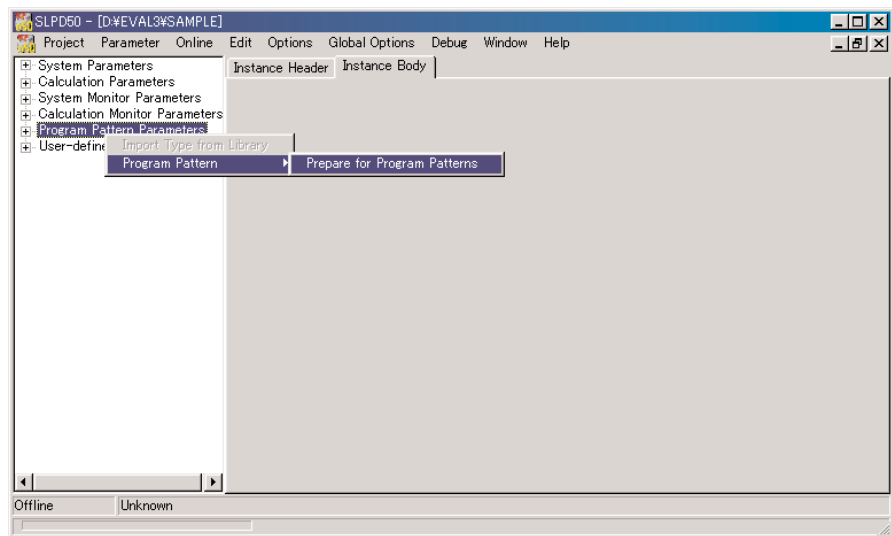 SLPD50 - [D:¥EVAL3¥SAMPLE]
Project Parameter Online Edit Options Global Options Debug Window Help
System Parameters
Calculation Parameters
System Monitor Parameters
Calculation Monitor Parameters
Program Pattern Parameters
User-define
Import Type from Library
Program Pattern
Prepare for Program Patterns
Instance Header Instance Body
Offline Unknown